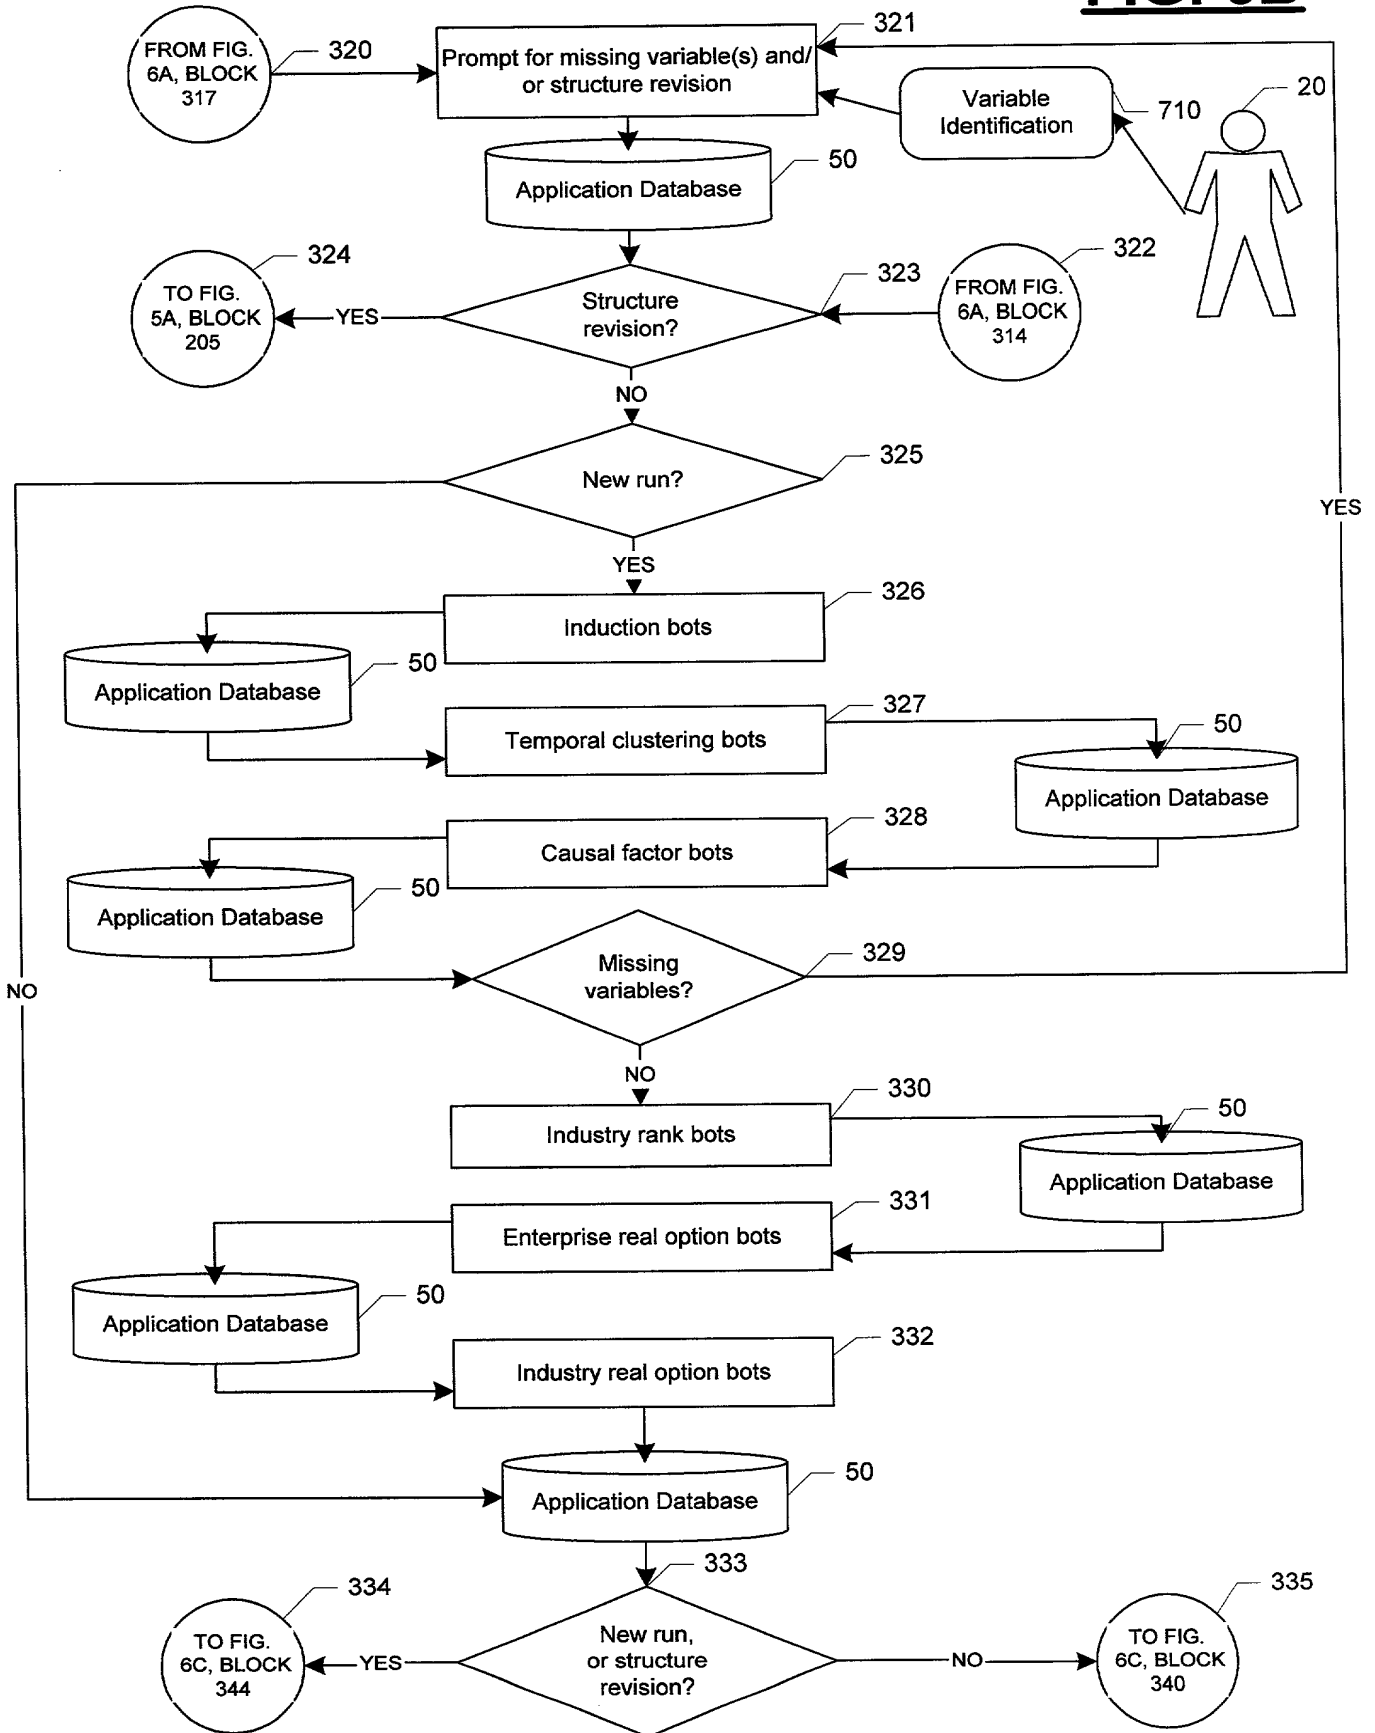 320
FROM FIG.
6A, BLOCK
317
321
Prompt for missing variable(s) and/
or structure revision
Variable
Identification
710
20
50
Application Database
324
TO FIG.
5A, BLOCK
205
YES
Structure
revision?
323
322
FROM FIG.
6A, BLOCK
314
NO
New run?
325
YES
YES
326
Induction bots
50
Application Database
327
Temporal clustering bots
50
Application Database
328
Causal factor bots
50
Application Database
Missing
variables?
329
NO
NO
330
Industry rank bots
50
Application Database
331
Enterprise real option bots
50
Application Database
332
Industry real option bots
50
Application Database
333
334
TO FIG.
6C, BLOCK
344
YES
New run,
or structure
revision?
NO
335
TO FIG.
6C, BLOCK
340